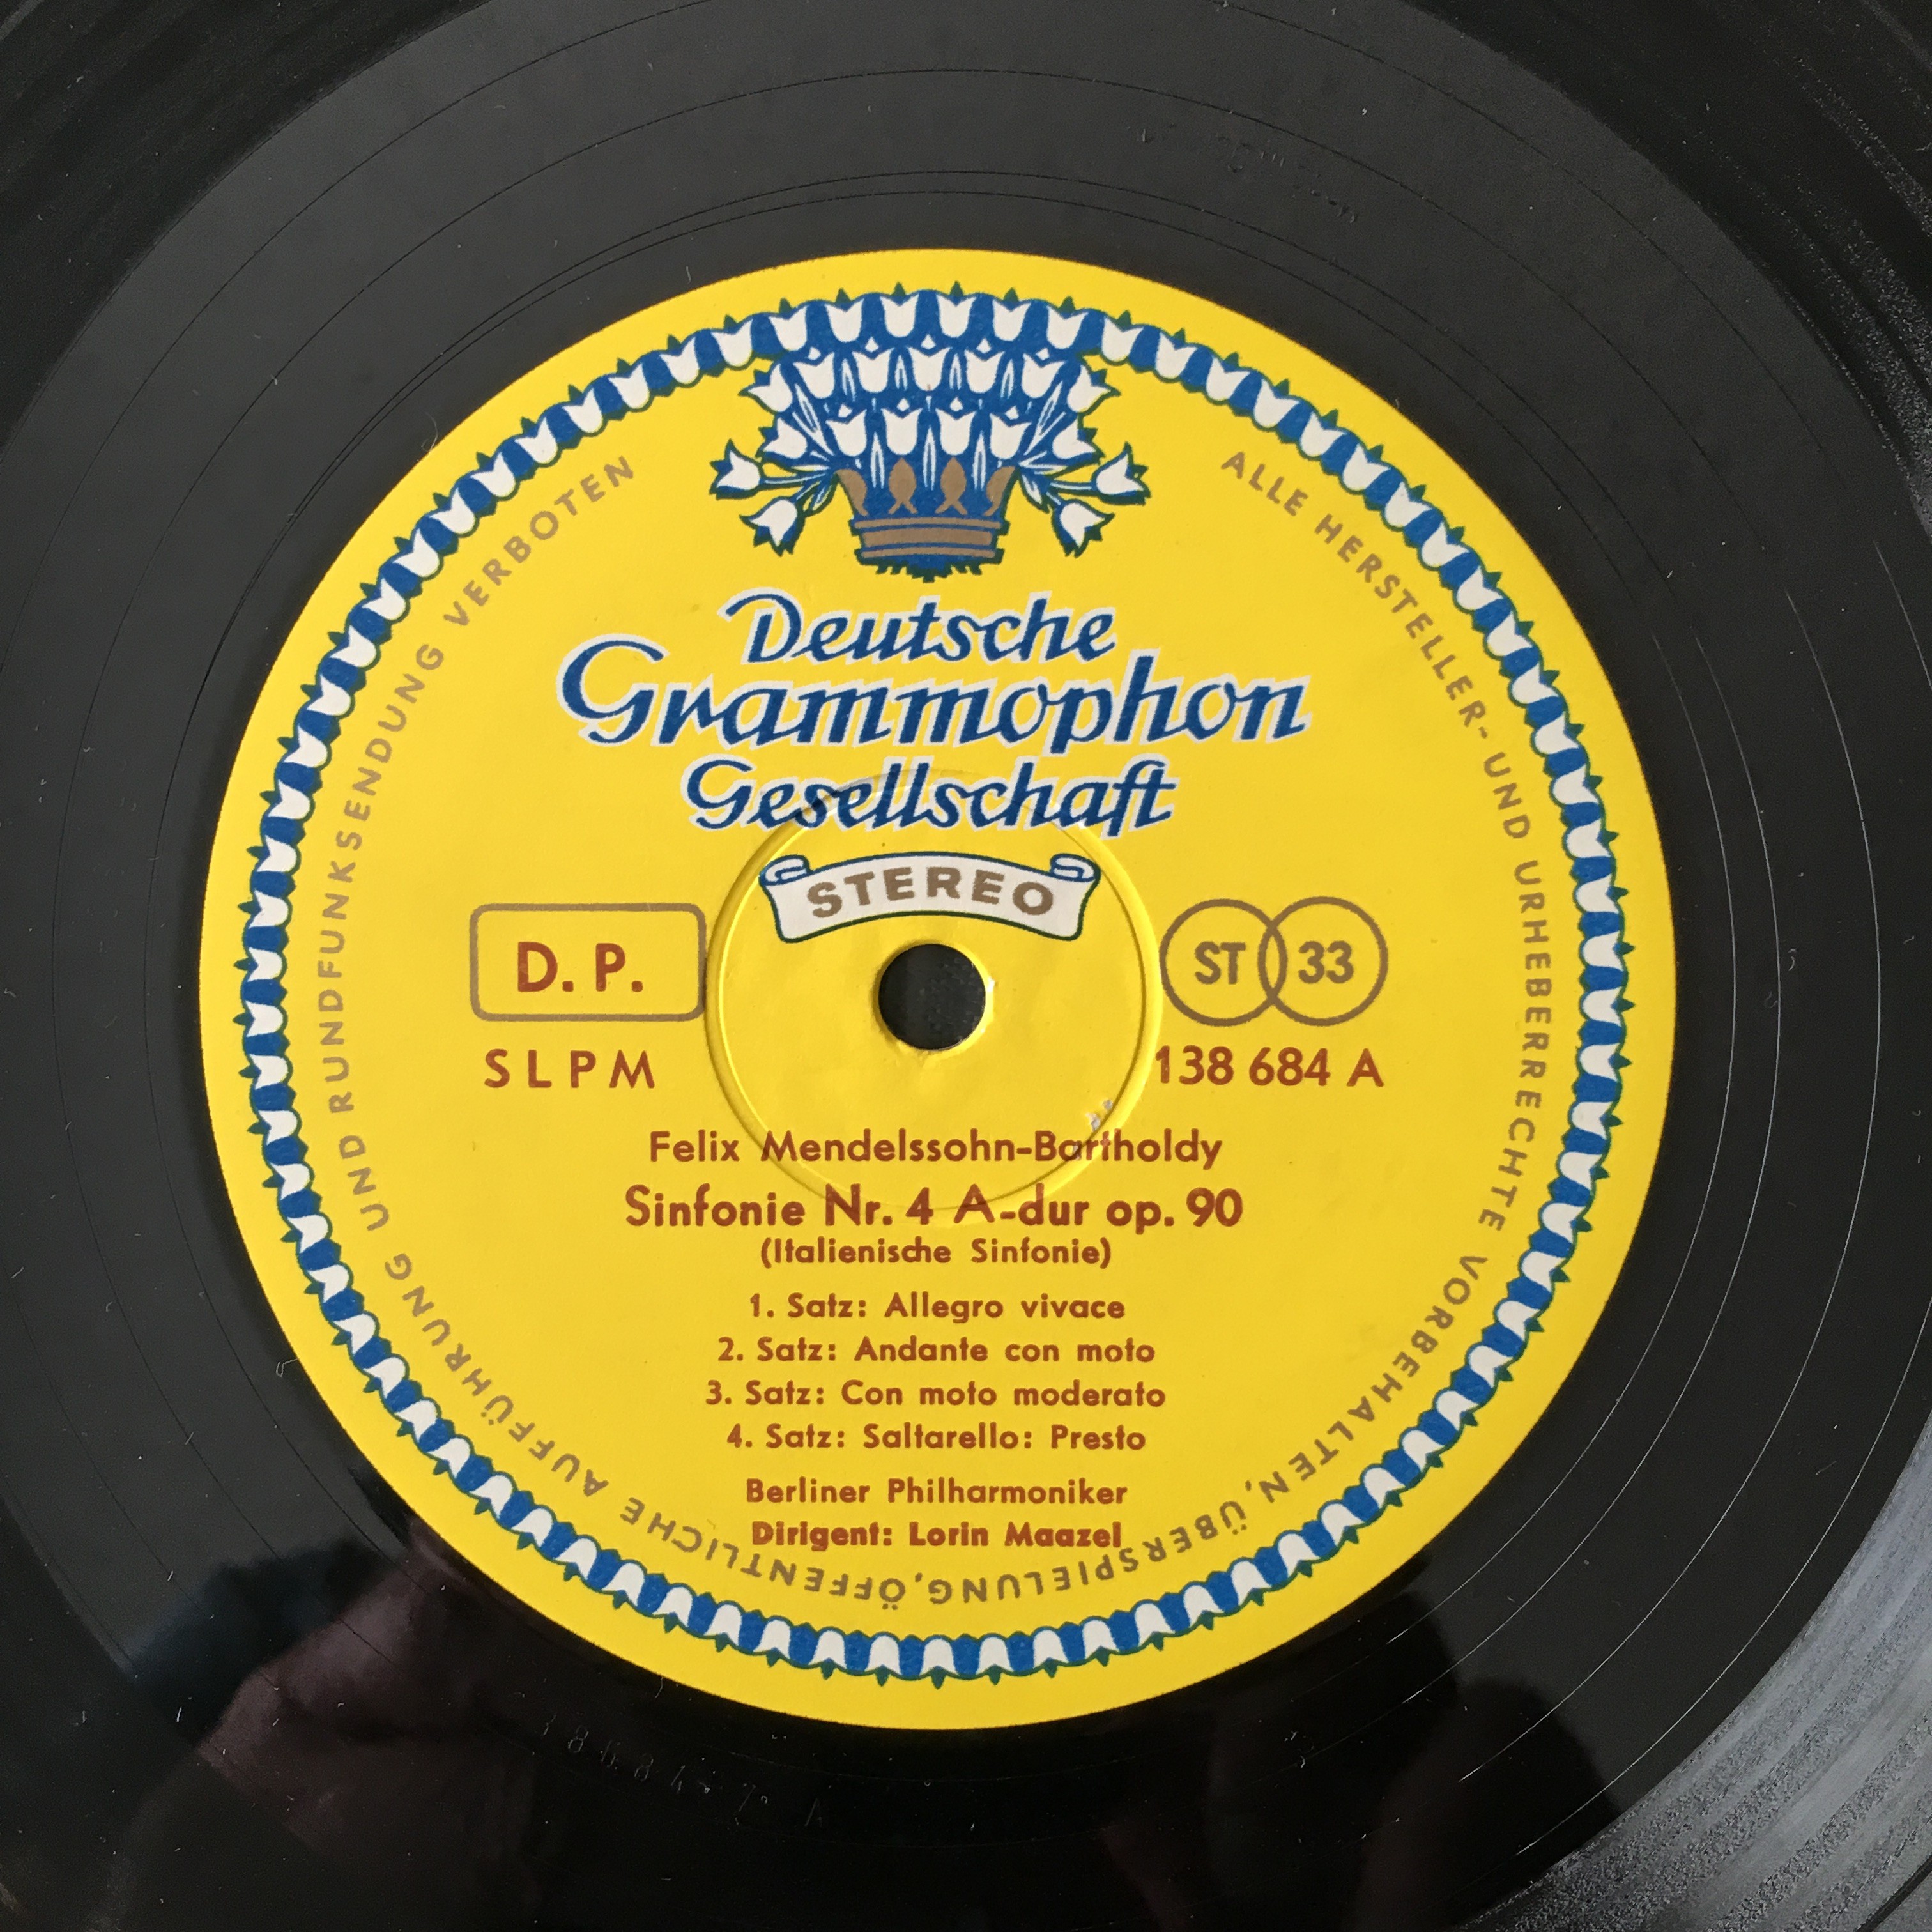 Deutsche
Grammophon
Gesellschaft
STEREO
D. P.
ST 33
SLPM
138 684 A
Felix Mendelssohn-Bartholdy
Sinfonie Nr. 4 A-dur op. 90
(Italienische Sinfonie)
1. Satz: Allegro vivace
2. Satz: Andante con moto
3. Satz: Con moto moderato
4. Satz: Saltarello: Presto
Berliner Philharmoniker
Dirigent: Lorin Maazel
ALLE HERSTELLER- UND URHEBERRECHTE VORBEHALTEN, ÜBERSPIELUNG, ÖFFENTLICHE AUFFÜHRUNG UND RUNDFUNKSENDUNG VERBOTEN